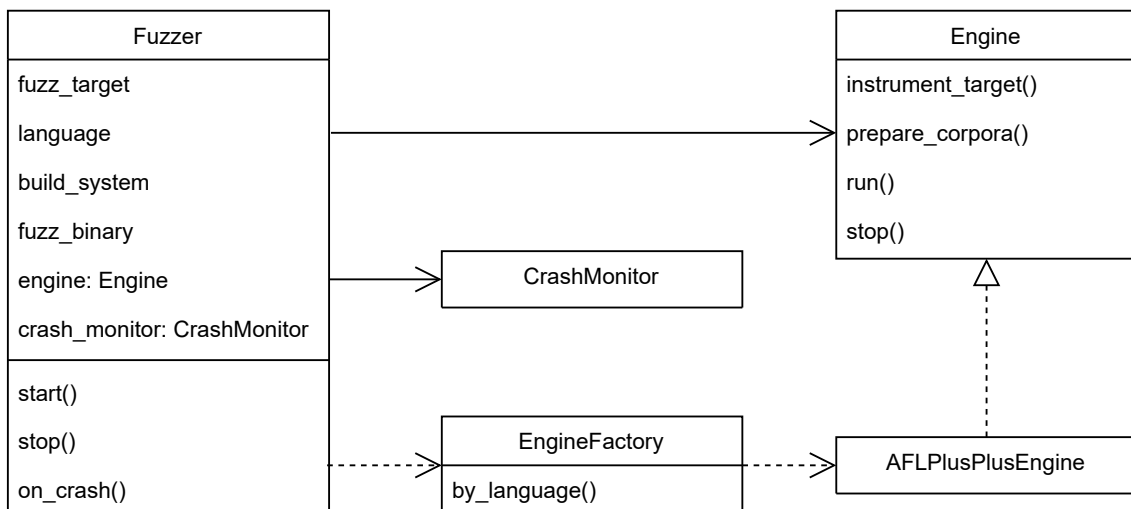 Fuzzer
fuzz_target
language
build_system
fuzz_binary
engine: Engine
crash_monitor: CrashMonitor
start()
stop()
on_crash()
Engine
instrument_target()
prepare_corpora()
run()
stop()
CrashMonitor
EngineFactory
by_language()
AFLPlusPlusEngine